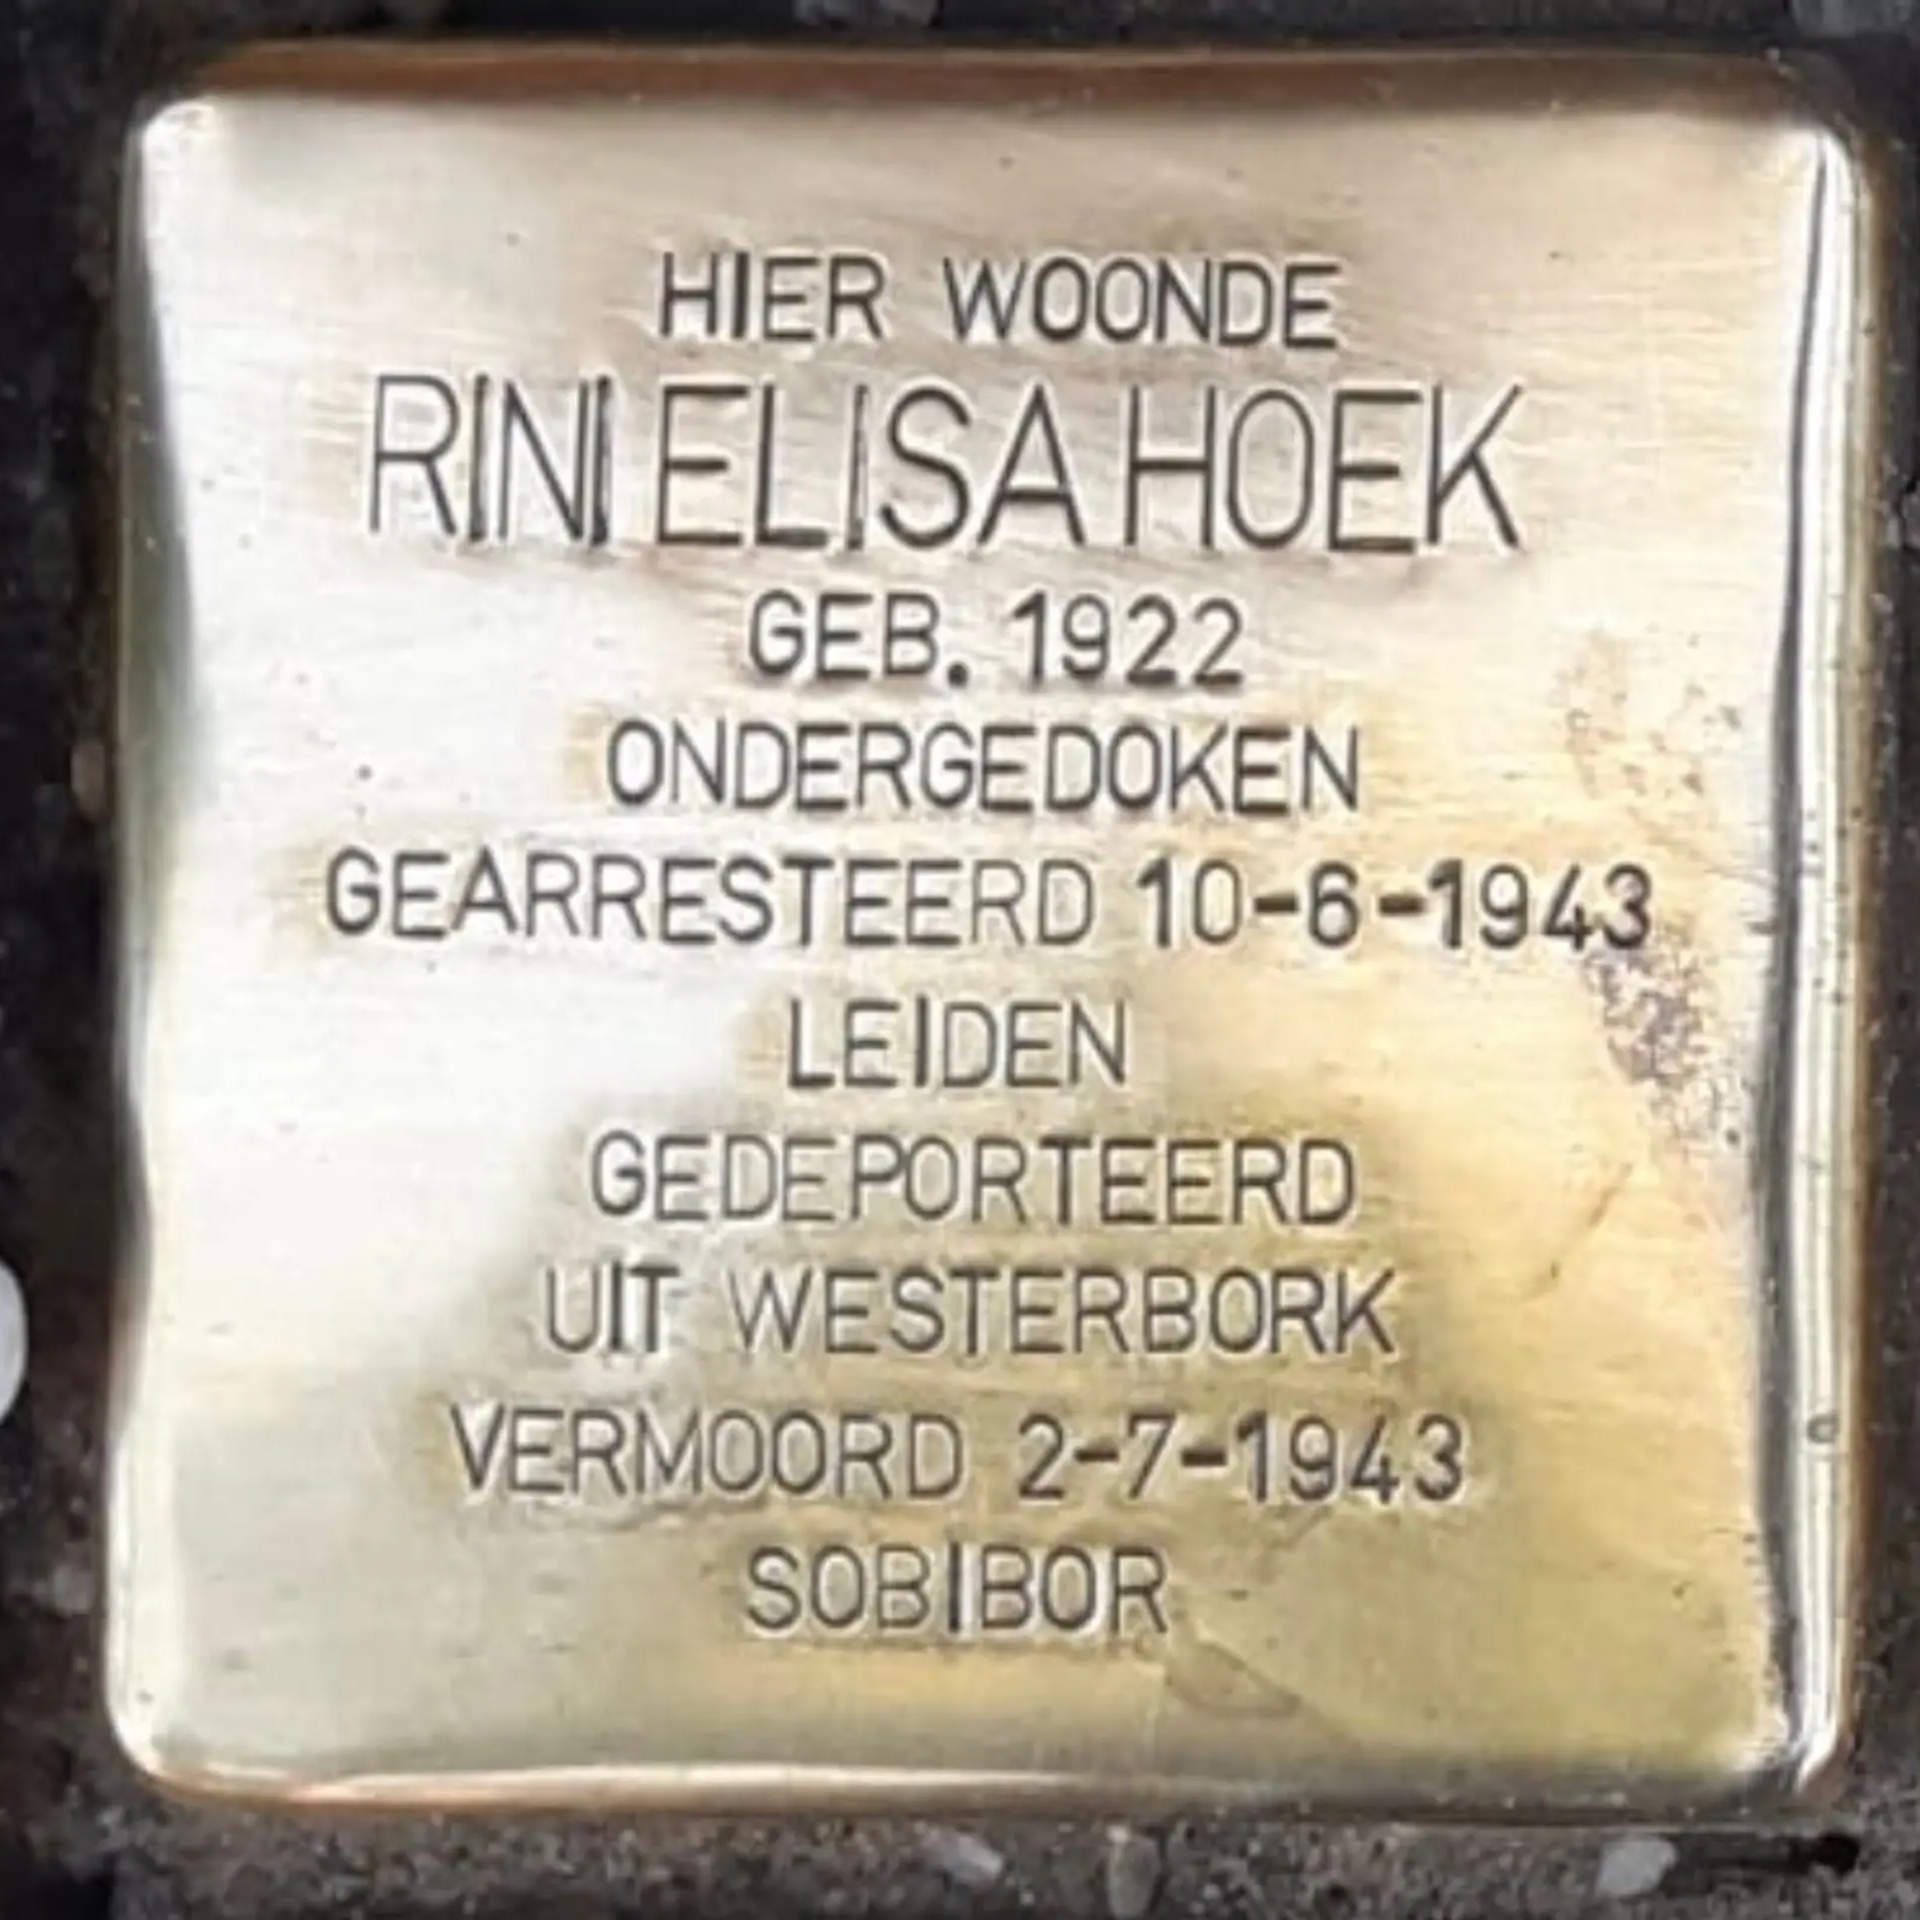 HIER WOONDE
RINI ELISA HOEK
GEB. 1922
ONDERGEDOKEN
GEARRESTEERD 10-6-1943
LEIDEN
GEDEPORTEERD
UIT WESTERBORK
VERMOORD 2-7-1943
SOBIBOR